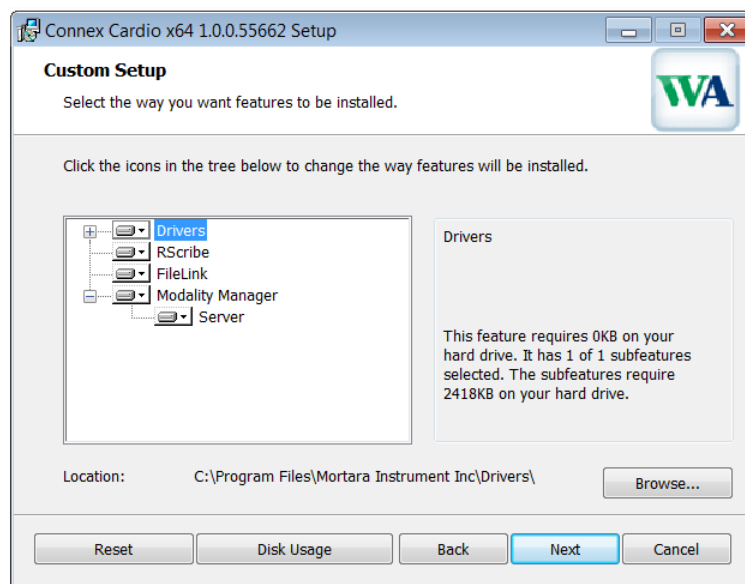 Connex Cardio x64 1.0.0.55662 Setup
Custom Setup
Select the way you want features to be installed.
WA
Click the icons in the tree below to change the way features will be installed.
Drivers
RScribe
FileLink
Modality Manager
Server
Drivers
This feature requires 0KB on your
hard drive. It has 1 of 1 subfeatures
selected. The subfeatures require
2418KB on your hard drive.
Location: C:\Program Files\Mortara Instrument Inc\Drivers\
Browse...
Reset Disk Usage Back Next Cancel